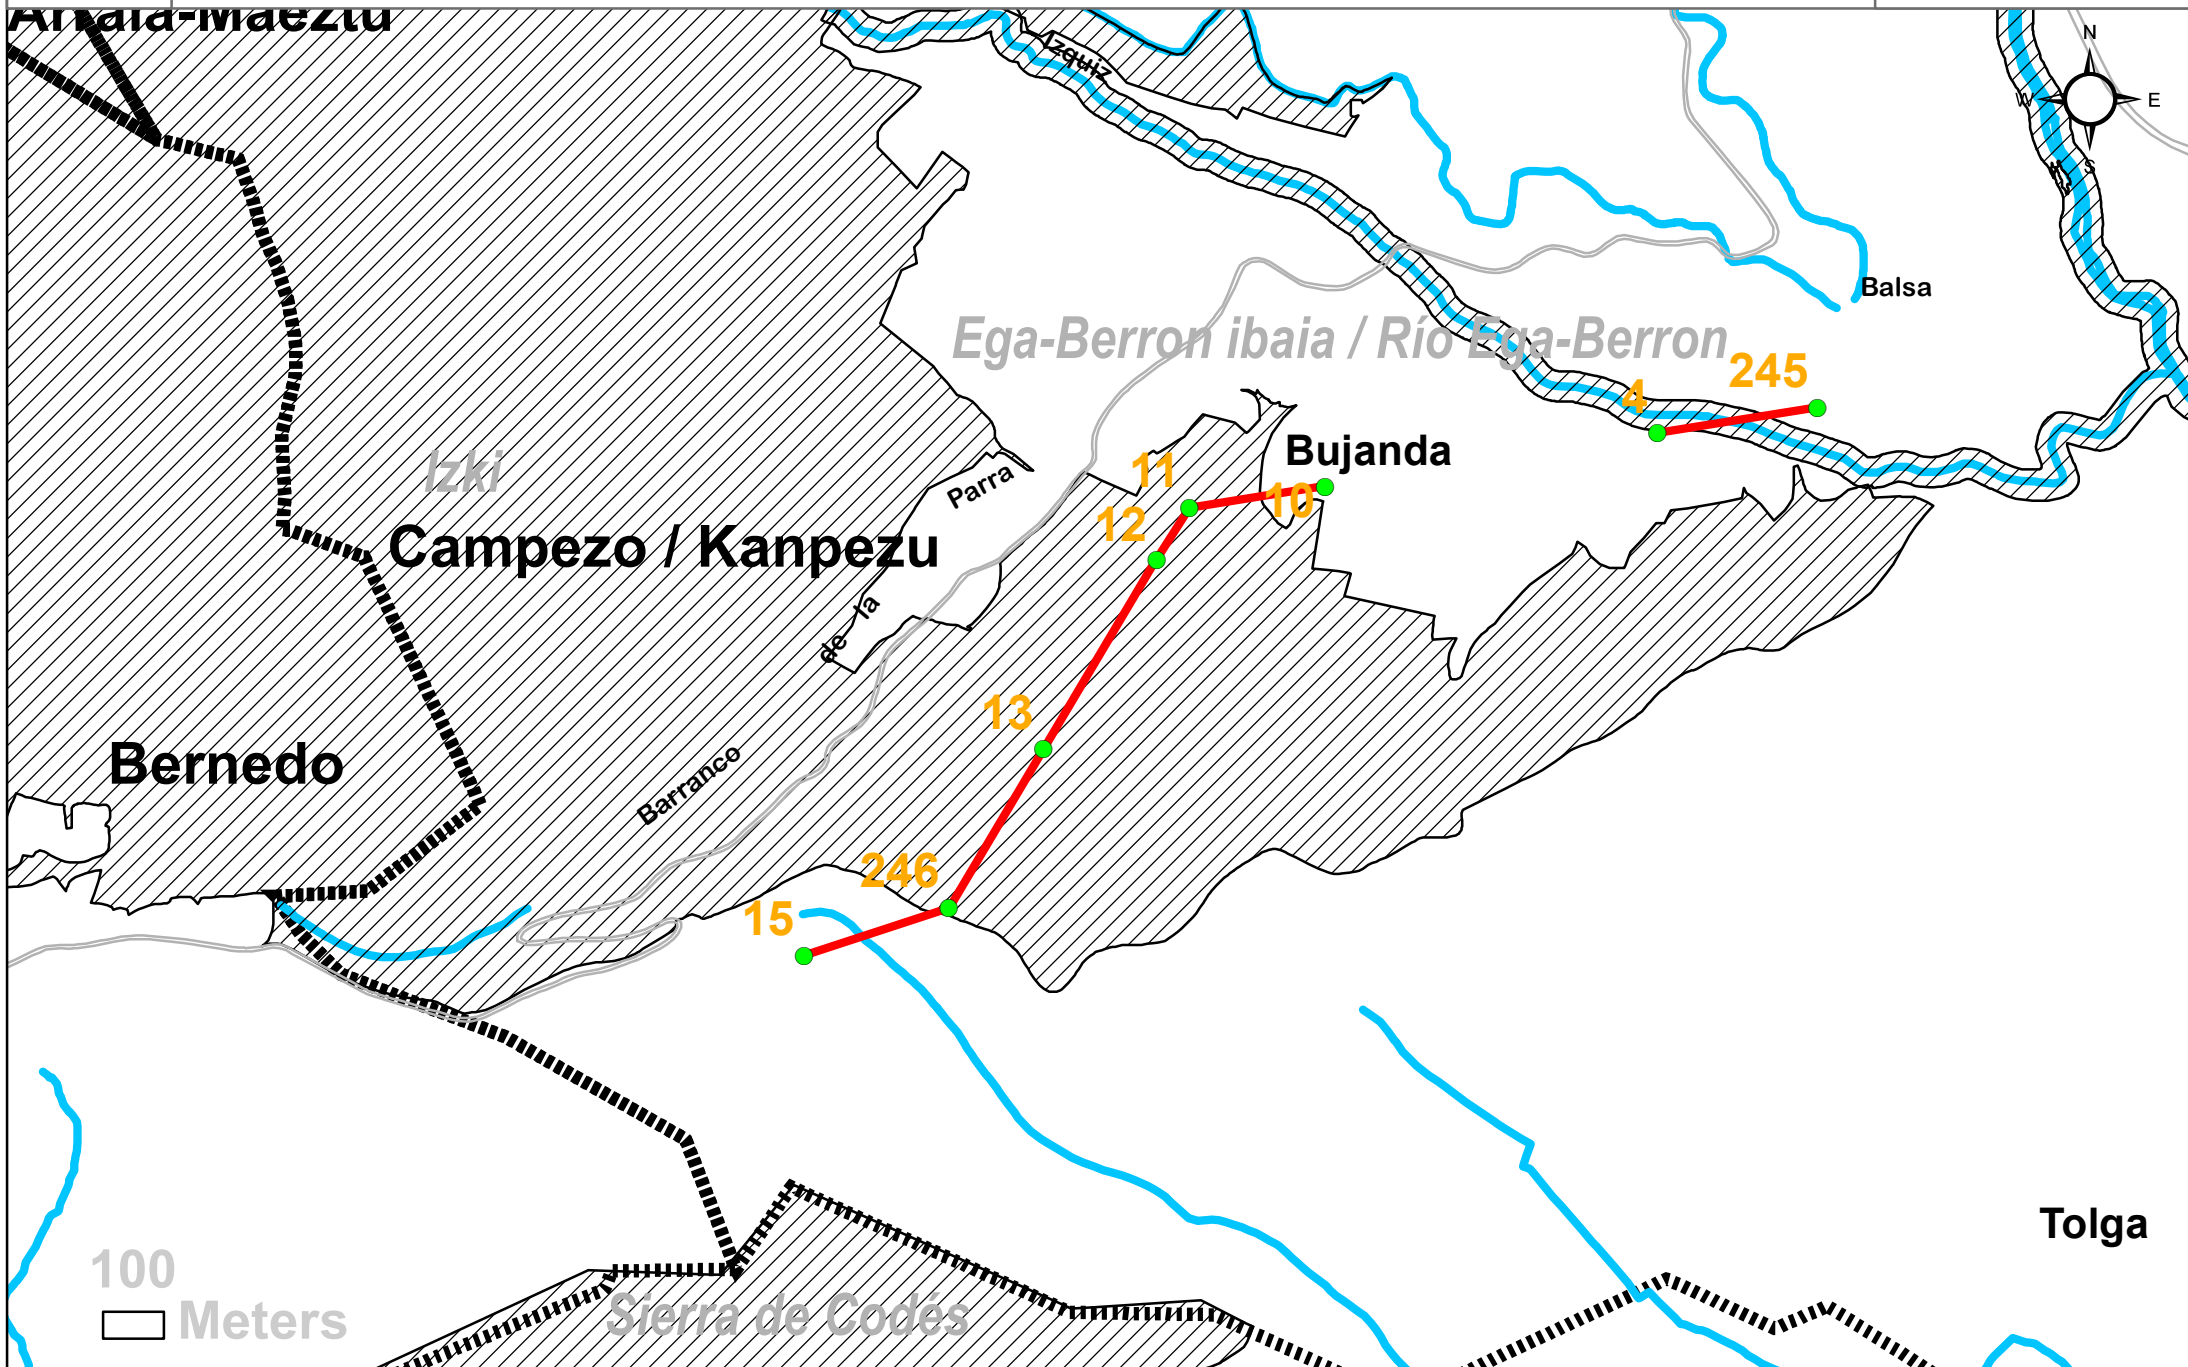 Arraia-Maeztu
Izquiz
N
W
E
S
Balsa
Ega-Berron ibaia / Río Ega-Berron
245
4
Bujanda
11
10
Izki
Parra
12
Campezo / Kanpezu
la
de
13
Bernedo
Barranco
246
15
Tolga
100
Meters
Sierra de Codés